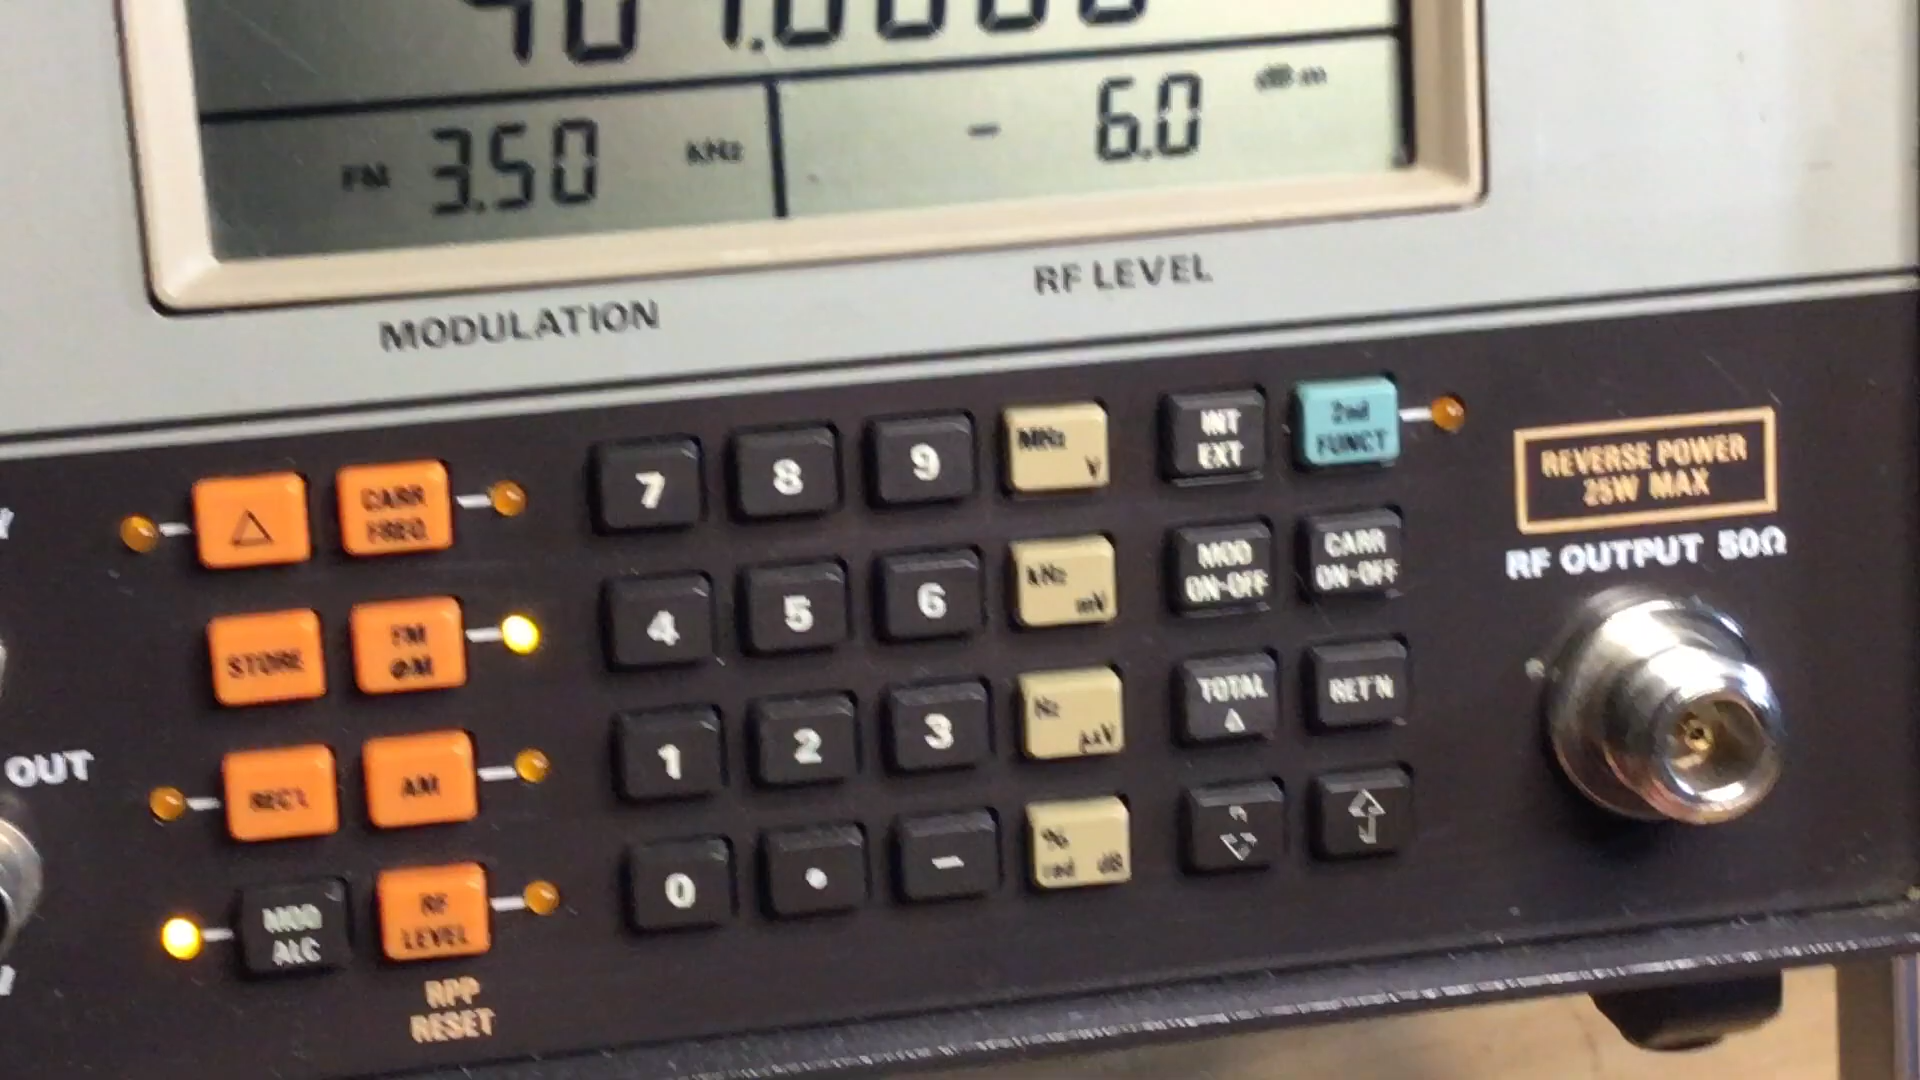 FM 3.50 kHz
- 6.0 dBm
MODULATION
RF LEVEL
INT
EXT
2nd
FUNCT
REVERSE POWER
25W MAX
RF OUTPUT 50Ω
△
CARR
FREQ
7
8
9
MHz
V
MOD
ON-OFF
CARR
ON-OFF
STORE
FM
ΦM
4
5
6
kHz
mV
TOTAL
△
RET'N
OUT
RECL
AM
1
2
3
Hz
μV
MOD
ALC
RF
LEVEL
0
.
-
%
rad dB
RPP
RESET